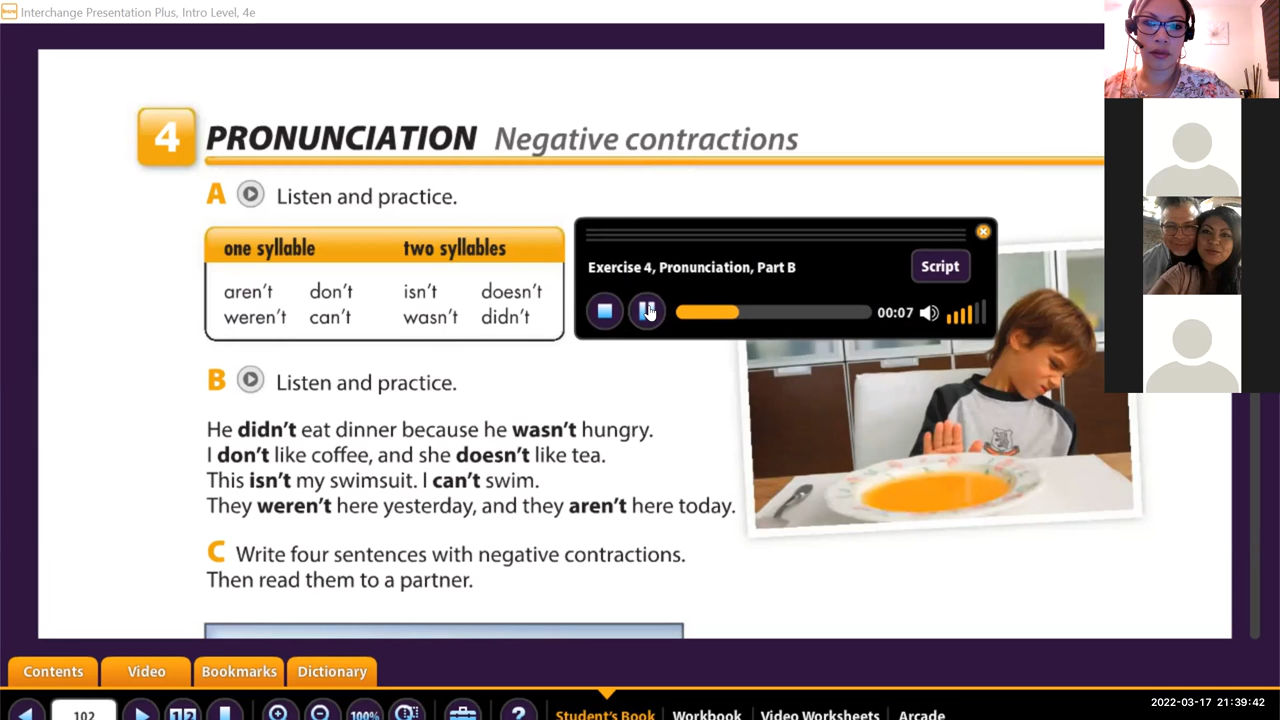 Interchange Presentation Plus, Intro Level, 4e
4 PRONUNCIATION Negative contractions
A Listen and practice.
one syllable two syllables
aren't don't isn't doesn't
weren't can't wasn't didn't
Exercise 4, Pronunciation, Part B
Script
00:07
B Listen and practice.
He didn't eat dinner because he wasn't hungry.
I don't like coffee, and she doesn't like tea.
This isn't my swimsuit. I can't swim.
They weren't here yesterday, and they aren't here today.
C Write four sentences with negative contractions.
Then read them to a partner.
Contents Video Bookmarks Dictionary
102 1 2 100% ? Student's Book Workbook Video Worksheets Arcade
2022-03-17 21:39:42